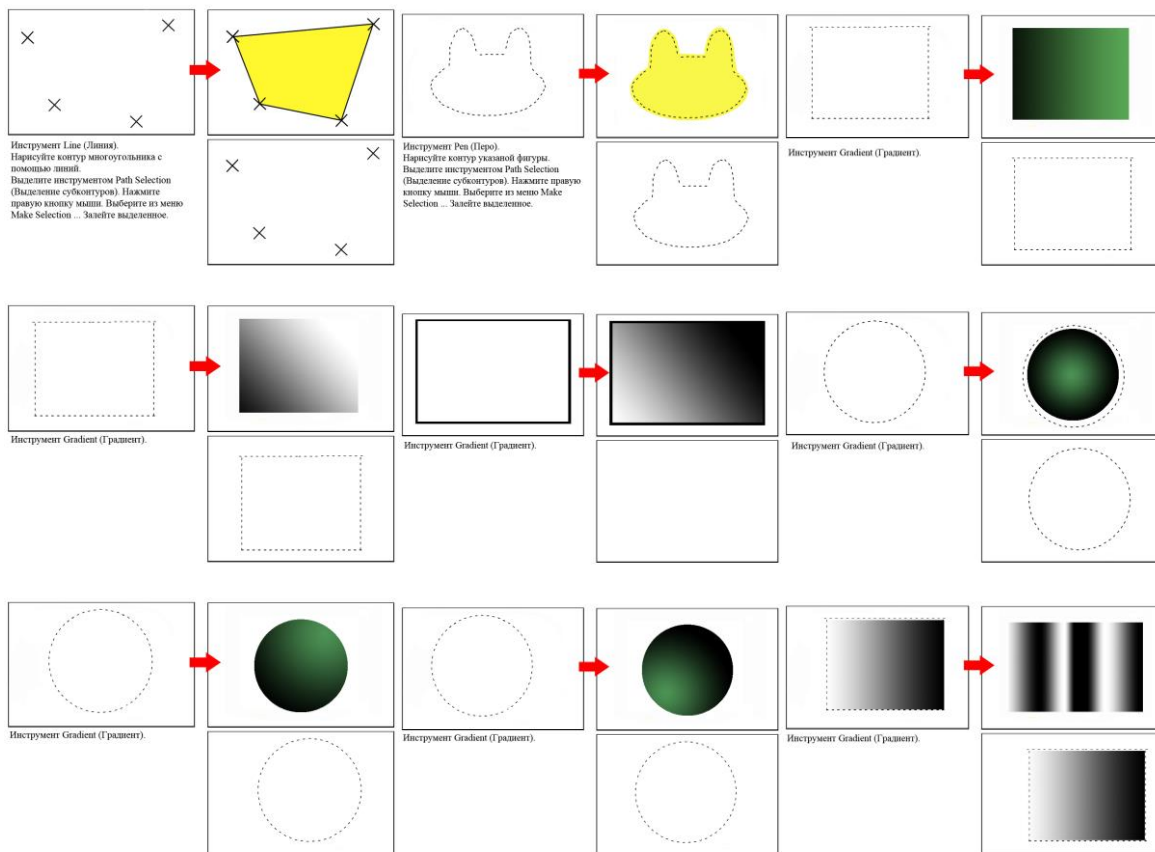 Инструмент Line (Линия).
Нарисуйте контур многоугольника с
помощью линий.
Выделите инструментом Path Selection
(Выделение субконтуров). Нажмите
правую кнопку мыши. Выберите из меню
Make Selection ... Залейте выделенное.
Инструмент Pen (Перо).
Нарисуйте контур указаной фигуры.
Выделите инструментом Path Selection
(Выделение субконтуров). Нажмите правую
кнопку мыши. Выберите из меню Make
Selection ... Залейте выделенное.
Инструмент Gradient (Градиент).
Инструмент Gradient (Градиент).
Инструмент Gradient (Градиент).
Инструмент Gradient (Градиент).
Инструмент Gradient (Градиент).
Инструмент Gradient (Градиент).
Инструмент Gradient (Градиент).